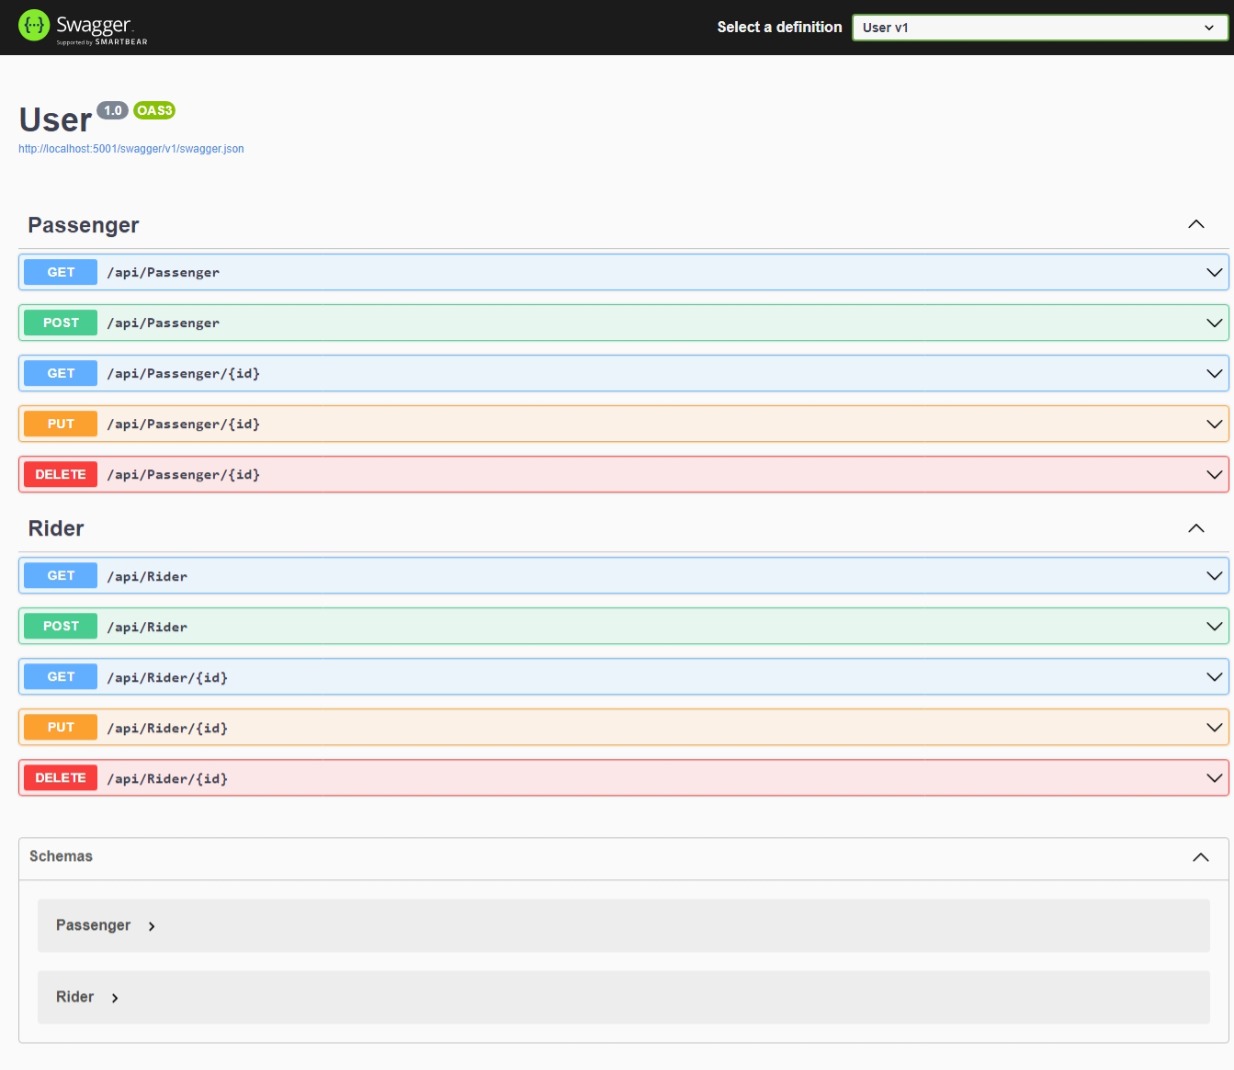 {···} Swagger.
Supported by SMARTBEAR
Select a definition
User v1
User 1.0 OAS3
http://localhost:5001/swagger/v1/swagger.json
Passenger
GET /api/Passenger
POST /api/Passenger
GET /api/Passenger/{id}
PUT /api/Passenger/{id}
DELETE /api/Passenger/{id}
Rider
GET /api/Rider
POST /api/Rider
GET /api/Rider/{id}
PUT /api/Rider/{id}
DELETE /api/Rider/{id}
Schemas
Passenger
Rider